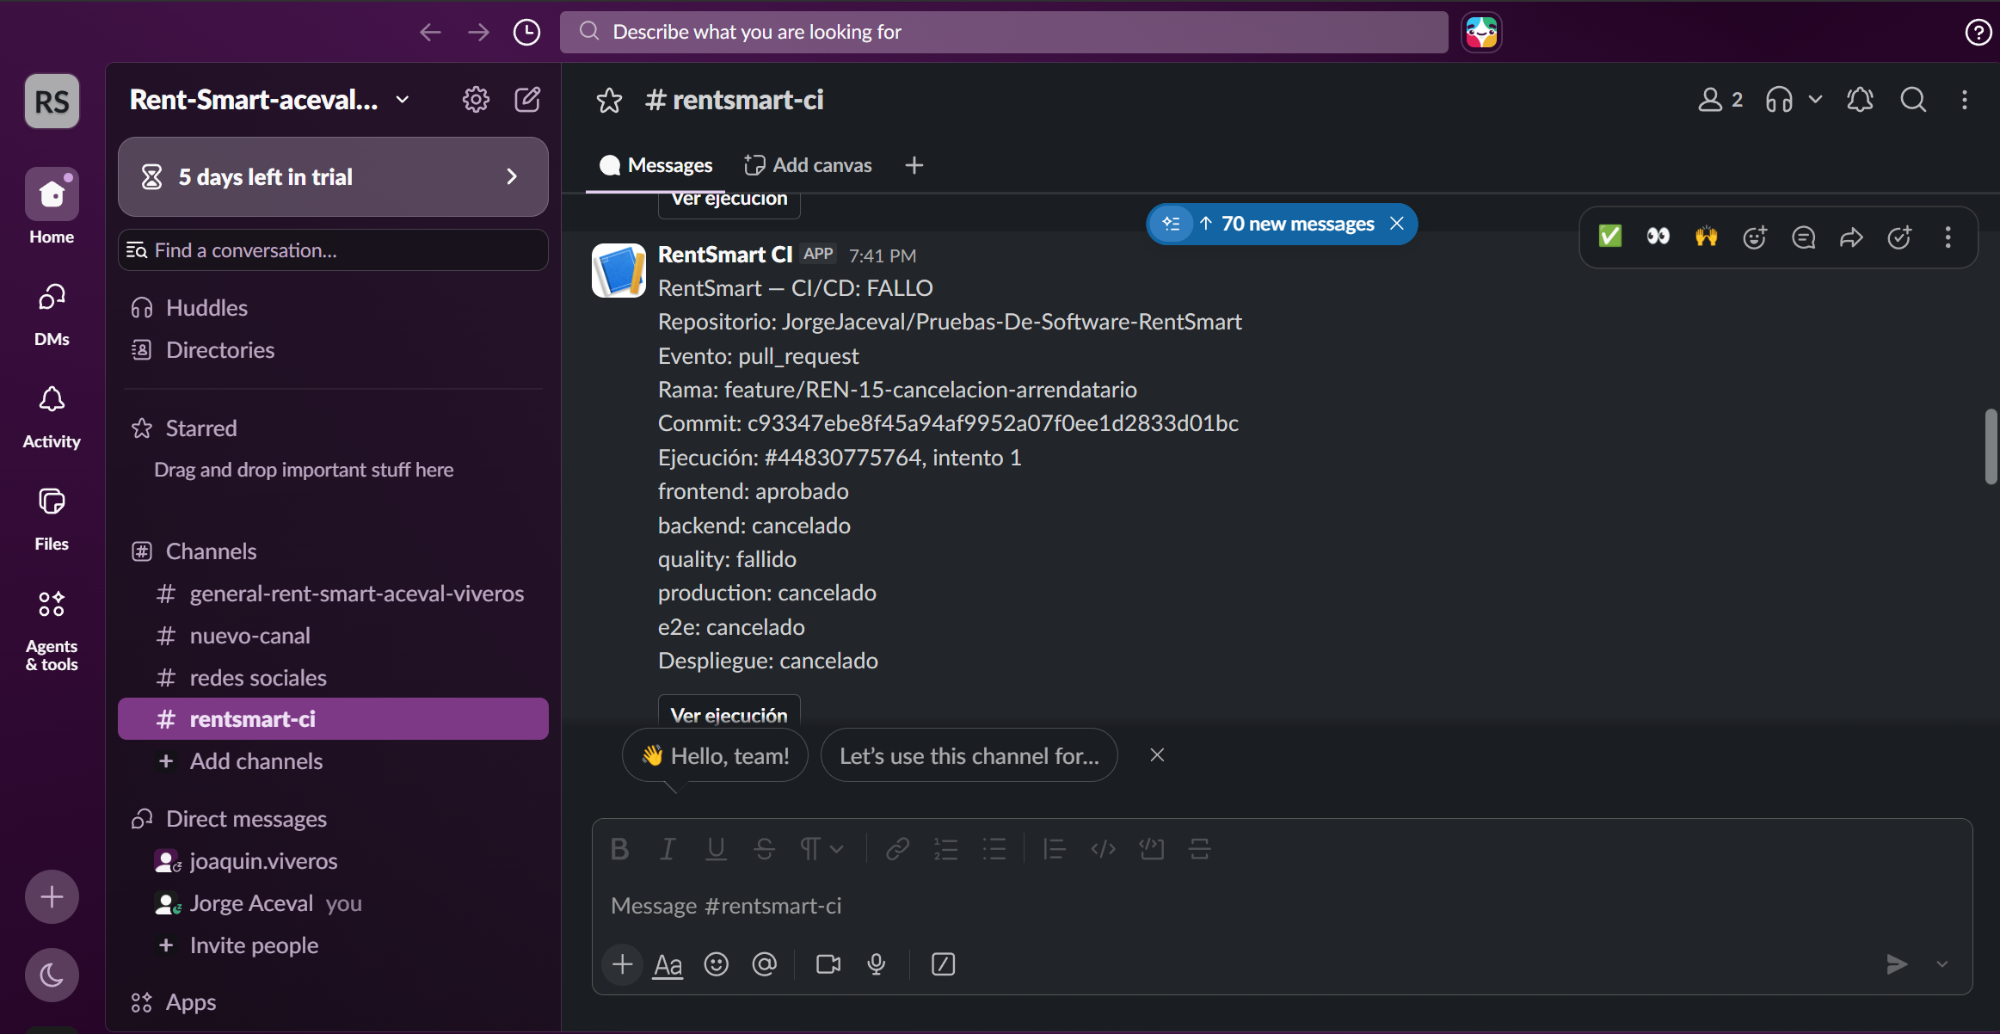 Describe what you are looking for
RS
Rent-Smart-aceval...
# rentsmart-ci
2
5 days left in trial
Messages
Add canvas
Home
Find a conversation...
Ver ejecución
70 new messages
RentSmart CI APP 7:41 PM
RentSmart — CI/CD: FALLO
Repositorio: JorgeJaceval/Pruebas-De-Software-RentSmart
Evento: pull_request
Rama: feature/REN-15-cancelacion-arrendatario
Commit: c93347ebe8f45a94af9952a07f0ee1d2833d01bc
Ejecución: #44830775764, intento 1
frontend: aprobado
backend: cancelado
quality: fallido
production: cancelado
e2e: cancelado
Despliegue: cancelado
Ver ejecución
Huddles
Directories
DMs
Starred
Drag and drop important stuff here
Activity
Files
Channels
# general-rent-smart-aceval-viveros
# nuevo-canal
# redes sociales
# rentsmart-ci
+ Add channels
Agents
& tools
Direct messages
joaquin.viveros
Jorge Aceval you
+ Invite people
Apps
👋 Hello, team!
Let's use this channel for...
Message #rentsmart-ci
Aa